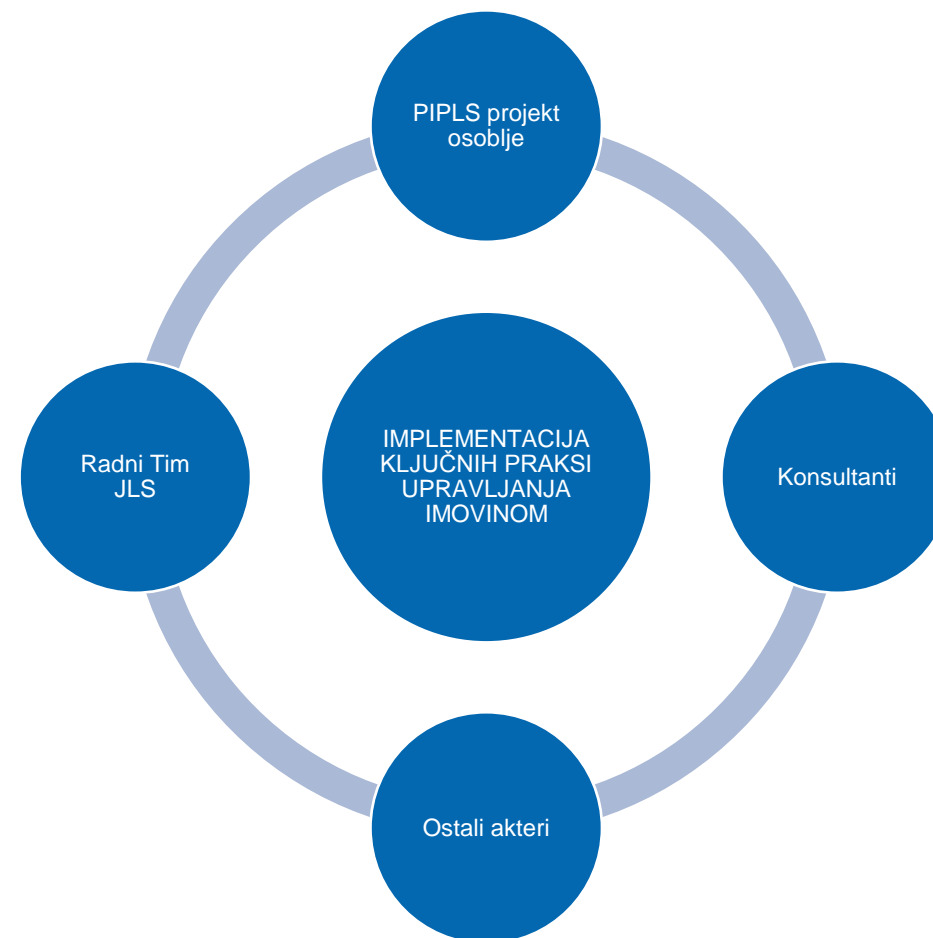 PIPLS projekt
osoblje
Radni Tim
JLS
IMPLEMENTACIJA
KLJUČNIH PRAKSI
UPRAVLJANJA
IMOVINOM
Konsultanti
Ostali akteri